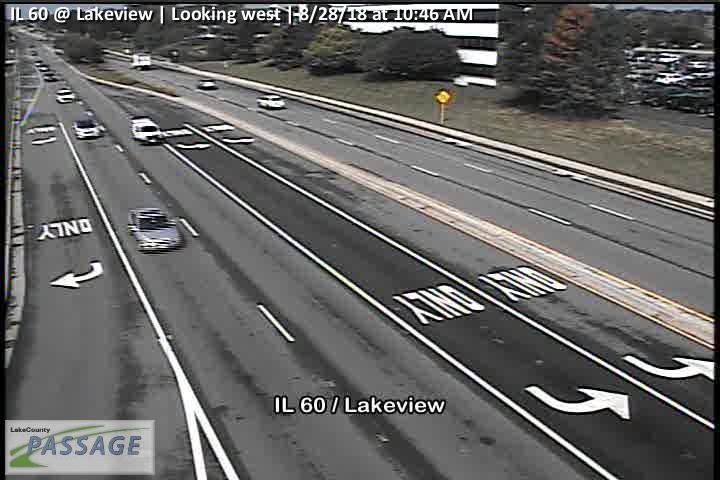 IL 60 @ Lakeview | Looking west | 8/28/18 at 10:46 AM
ONLY
ONLY
ONLY
IL 60 / Lakeview
LakeCounty
PASSAGE